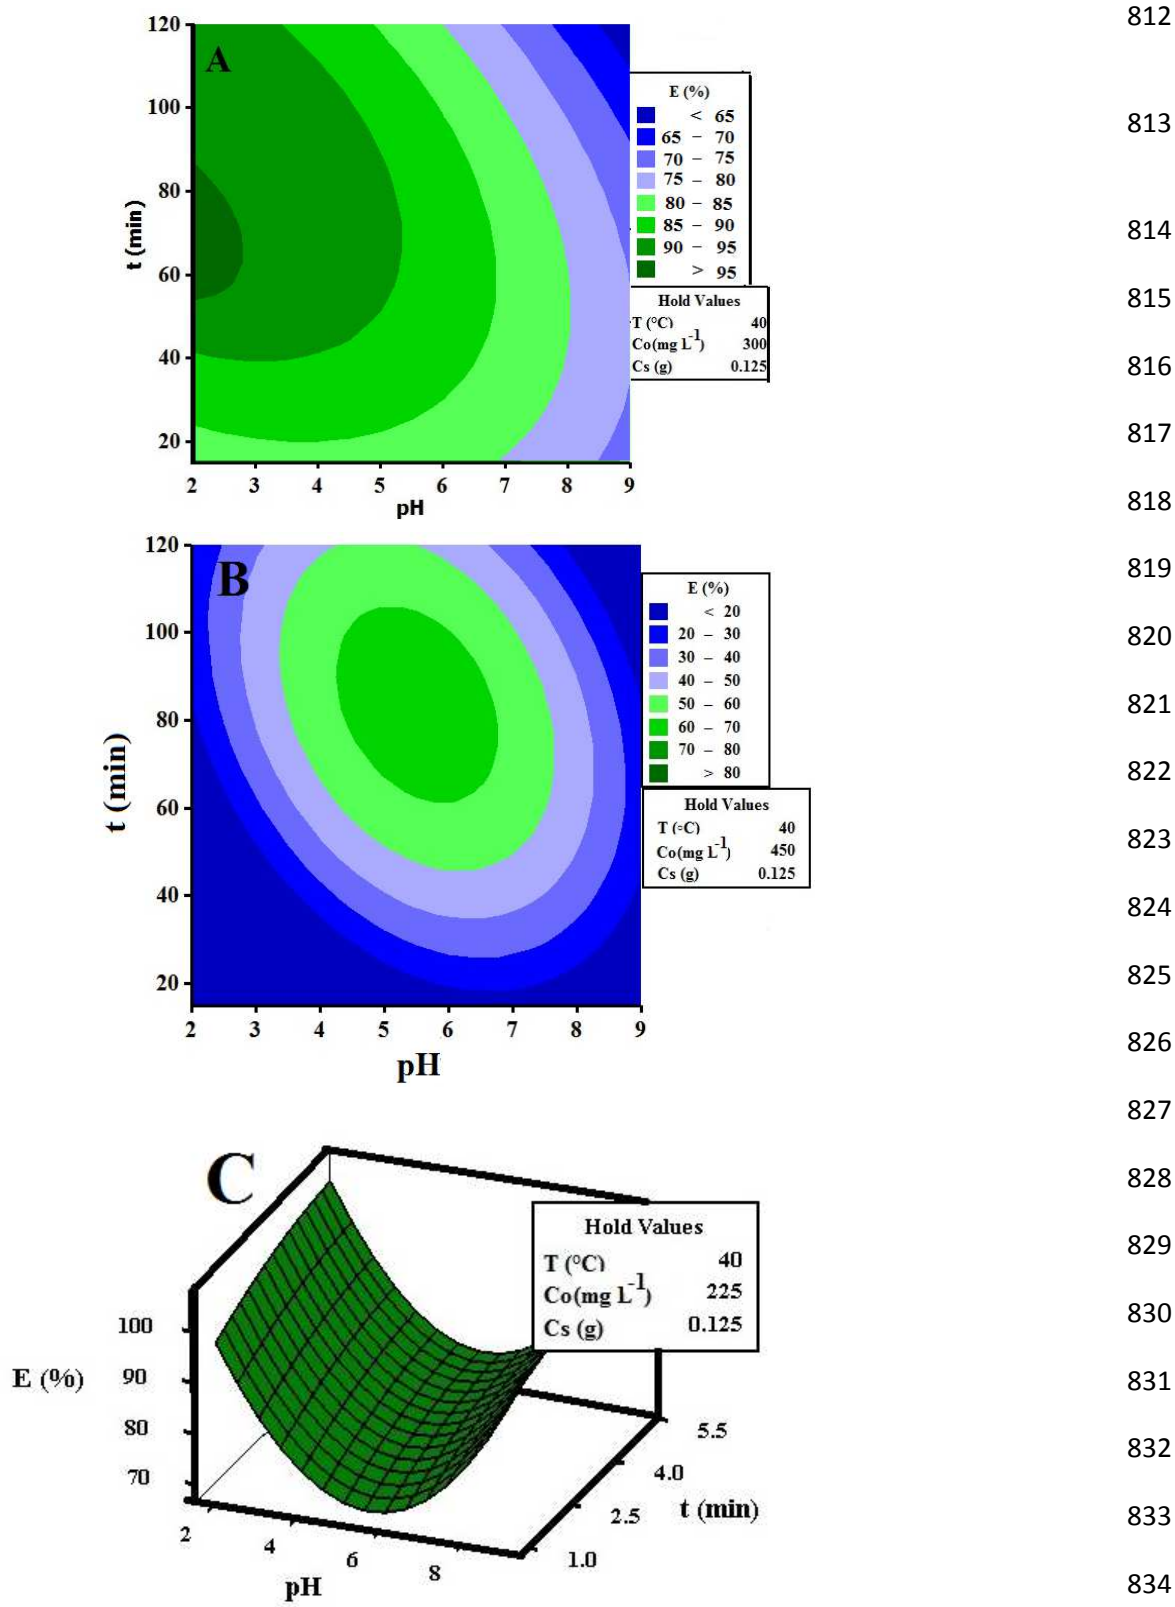 812
120
A
E (%)
100
< 65
65 – 70
813
70 – 75
80
75 – 80
80 – 85
t (min)
85 – 90
814
90 – 95
60
> 95
Hold Values
815
T (°C) 40
Co(mg L-1) 300
40
Cs (g) 0.125
816
20
817
2 3 4 5 6 7 8 9
pH
818
120
B
E (%)
819
< 20
100
20 – 30
820
30 – 40
40 – 50
50 – 60
821
80
60 – 70
70 – 80
t (min)
> 80
822
60
Hold Values
T (°C) 40
823
Co(mg L-1) 450
Cs (g) 0.125
40
824
20
825
2 3 4 5 6 7 8 9
826
pH
827
C
828
Hold Values
829
T (°C) 40
Co(mg L-1) 225
830
100
Cs (g) 0.125
E (%)
90
831
80
5.5
70
4.0
832
2.5
t (min)
833
2 4 6 8
1.0
pH
834